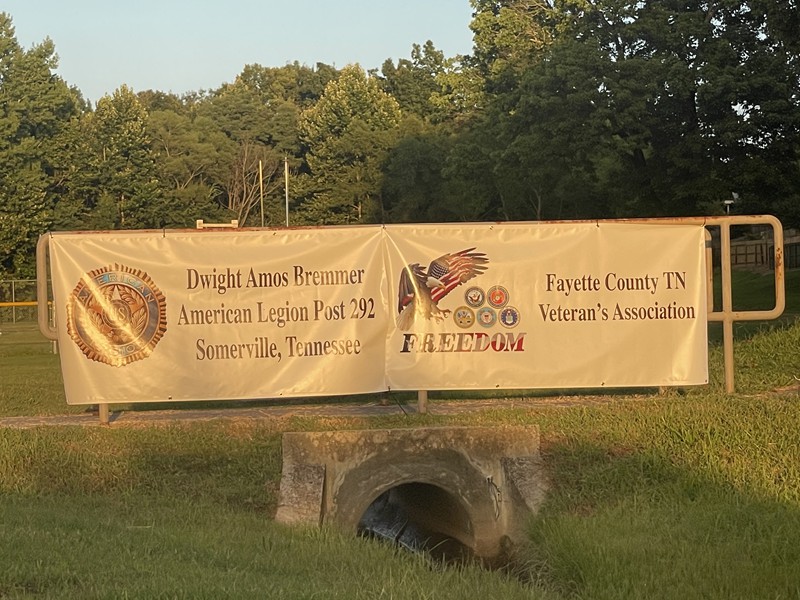 Dwight Amos Bremmer
American Legion Post 292
Somerville, Tennessee
FREEDOM
Fayette County TN
Veteran's Association